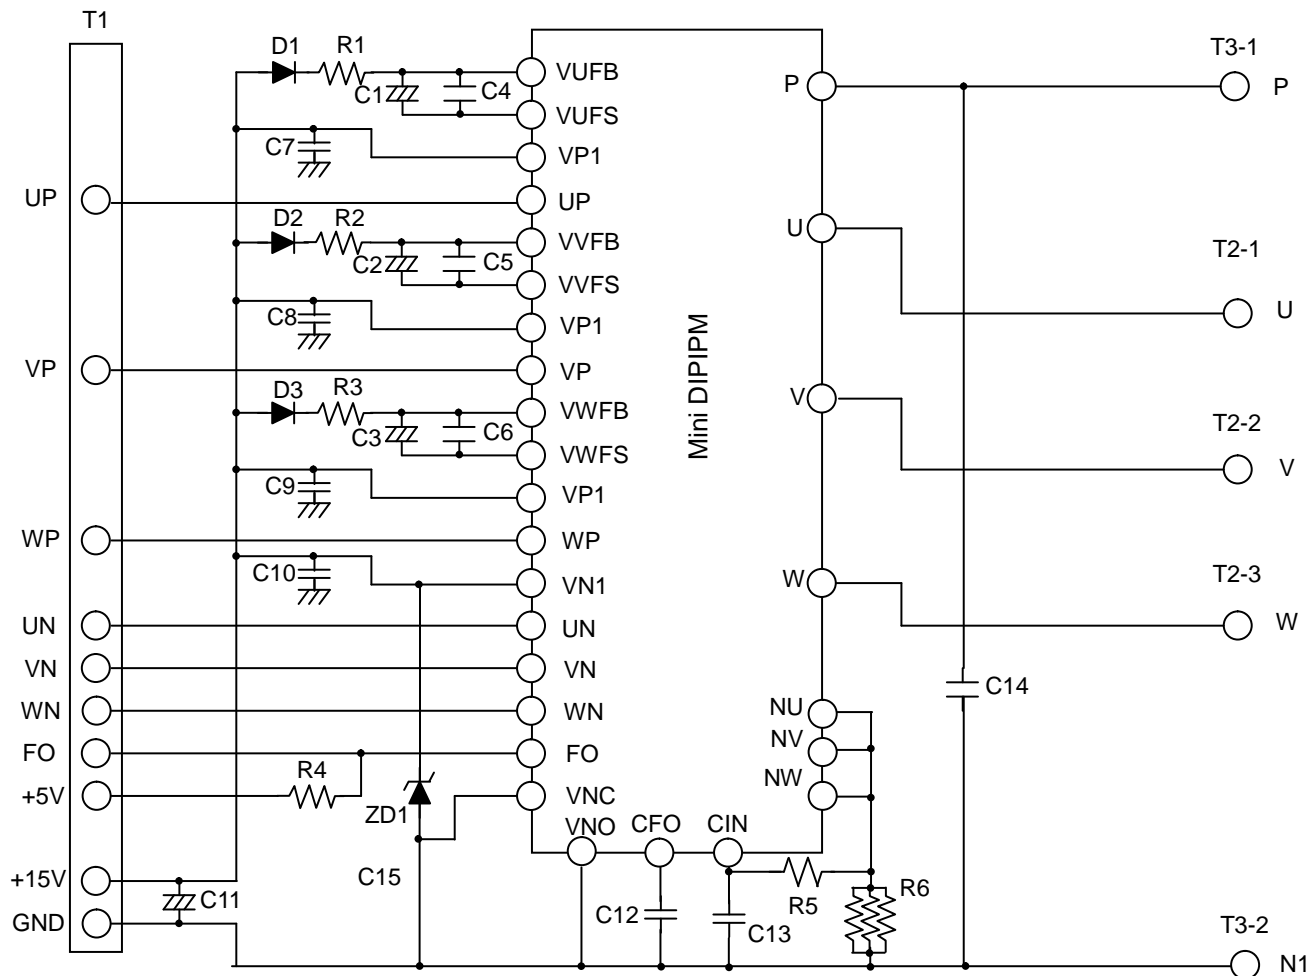 T1
T3-1
D1
R1
VUFB
P
P
C1
C4
VUFS
C7
VP1
UP
UP
D2
R2
VVFB
U
T2-1
C2
C5
VVFS
U
C8
VP1
Mini DIPIPM
VP
VP
D3
R3
VWFB
V
T2-2
C3
C6
VWFS
V
C9
VP1
WP
WP
C10
VN1
W
T2-3
UN
UN
W
VN
VN
C14
WN
WN
NU
FO
FO
NV
R4
NW
+5V
ZD1
VNC
VNO
CFO
CIN
+15V
C15
C11
R5
R6
GND
C12
C13
T3-2
N1